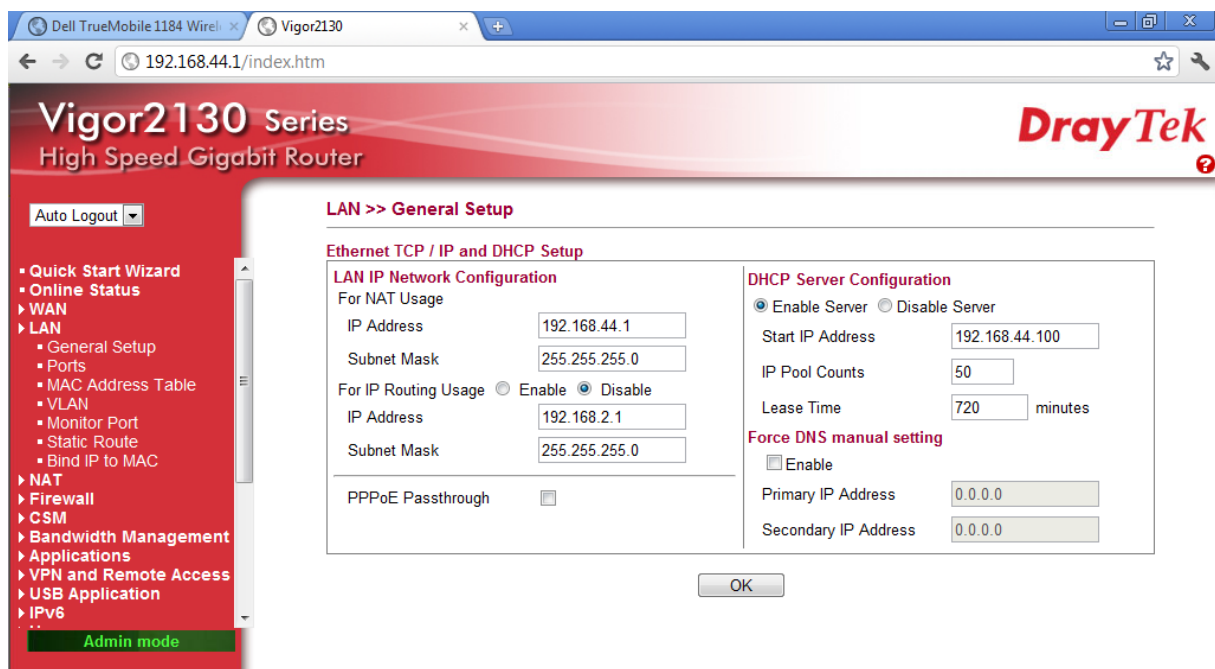 Dell TrueMobile 1184 Wirel
Vigor2130
192.168.44.1/index.htm
Vigor2130 Series
High Speed Gigabit Router
DrayTek
?
Auto Logout
Quick Start Wizard
Online Status
WAN
LAN
General Setup
Ports
MAC Address Table
VLAN
Monitor Port
Static Route
Bind IP to MAC
NAT
Firewall
CSM
Bandwidth Management
Applications
VPN and Remote Access
USB Application
IPv6
Admin mode
LAN >> General Setup
Ethernet TCP / IP and DHCP Setup
LAN IP Network Configuration
For NAT Usage
IP Address 192.168.44.1
Subnet Mask 255.255.255.0
For IP Routing Usage Enable Disable
IP Address 192.168.2.1
Subnet Mask 255.255.255.0
PPPoE Passthrough
DHCP Server Configuration
Enable Server Disable Server
Start IP Address 192.168.44.100
IP Pool Counts 50
Lease Time 720 minutes
Force DNS manual setting
Enable
Primary IP Address 0.0.0.0
Secondary IP Address 0.0.0.0
OK